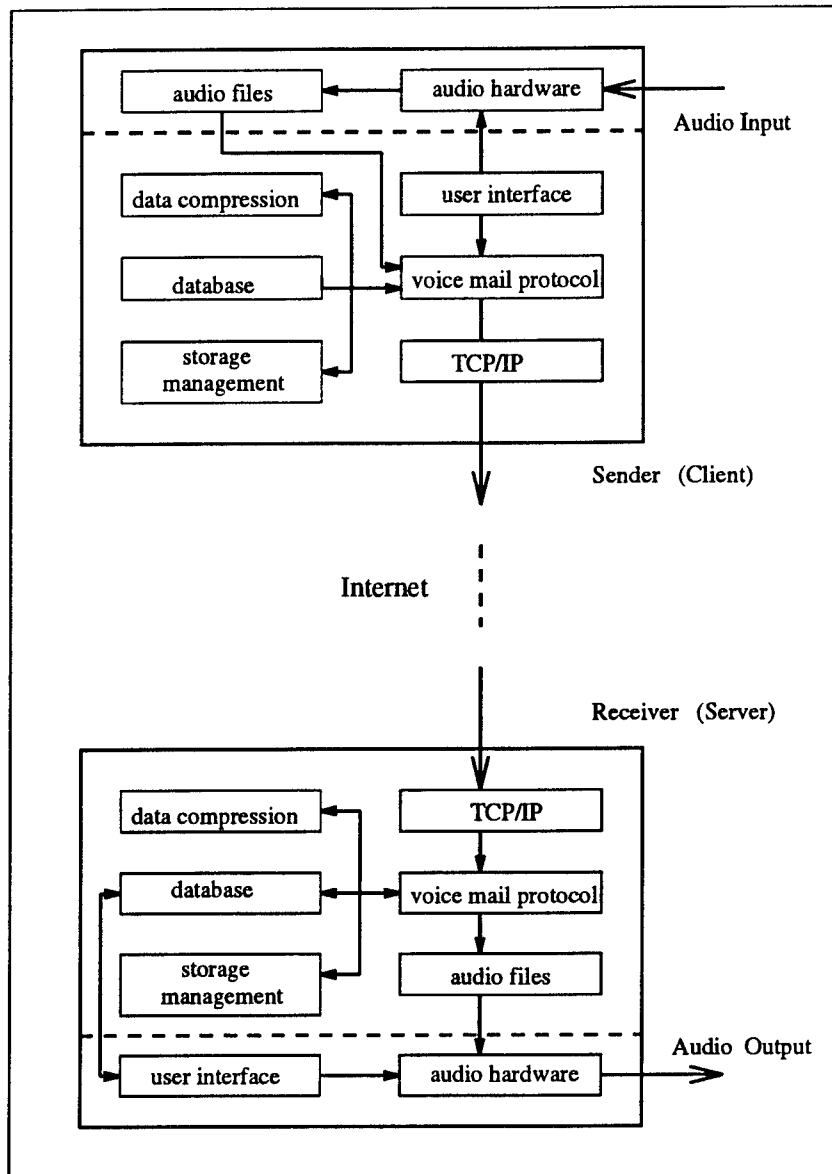 audio files
audio hardware
Audio Input
data compression
user interface
database
voice mail protocol
storage
management
TCP/IP
Sender (Client)
Internet
Receiver (Server)
data compression
TCP/IP
database
voice mail protocol
storage
management
audio files
user interface
audio hardware
Audio Output